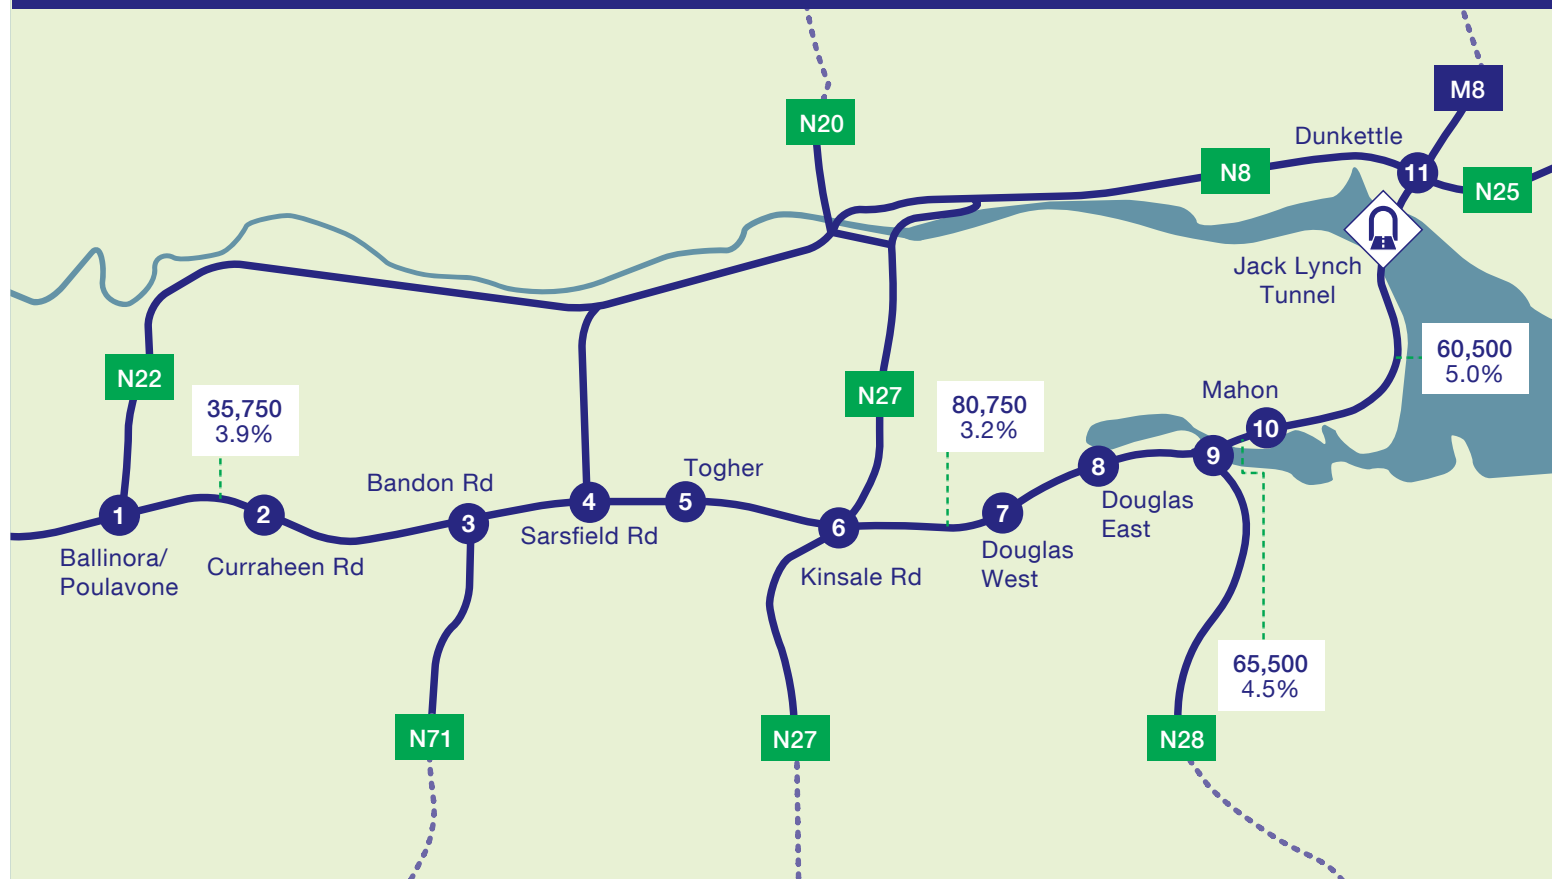 M8
N20
Dunkettle
N8
11
N25
Jack Lynch
Tunnel
60,500
5.0%
N22
35,750
3.9%
N27
80,750
3.2%
Mahon
10
9
8
Togher
Bandon Rd
Douglas
East
1
2
3
4
5
6
7
Sarsfield Rd
Ballinora/
Poulavone
Curraheen Rd
Kinsale Rd
Douglas
West
65,500
4.5%
N71
N27
N28